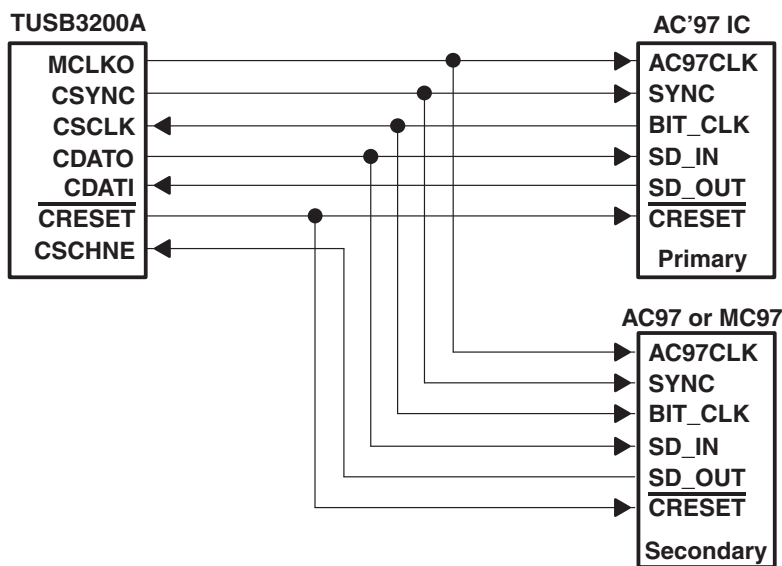 TUSB3200A
MCLKO
CSYNC
CSCLK
CDATO
CDATI
CRESET
CSCHNE
AC'97 IC
AC97CLK
SYNC
BIT_CLK
SD_IN
SD_OUT
CRESET
Primary
AC97 or MC97
AC97CLK
SYNC
BIT_CLK
SD_IN
SD_OUT
CRESET
Secondary